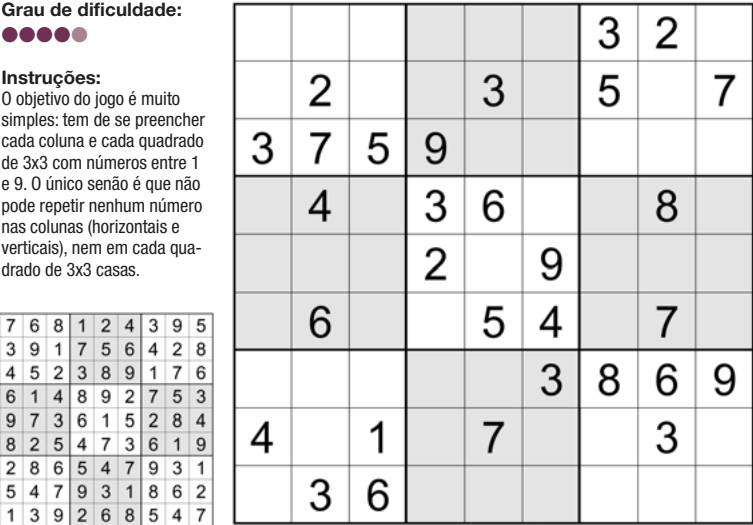 Grau de dificuldade:
Instruções:
O objetivo do jogo é muito
simples: tem de se preencher
cada coluna e cada quadrado
de 3x3 com números entre 1
e 9. O único senão é que não
pode repetir nenhum número
nas colunas (horizontais e
verticais), nem em cada qua-
drado de 3x3 casas.
7 6 8 1 2 4 3 9 5
3 9 1 7 5 6 4 2 8
4 5 2 3 8 9 1 7 6
6 1 4 8 9 2 7 5 3
9 7 3 6 1 5 2 8 4
8 2 5 4 7 3 6 1 9
2 8 6 5 4 7 9 3 1
5 4 7 9 3 1 8 6 2
1 3 9 2 6 8 5 4 7
3 2
2 3 5 7
3 7 5 9
4 3 6 8
2 9
6 5 4 7
3 8 6 9
4 1 7 3
3 6